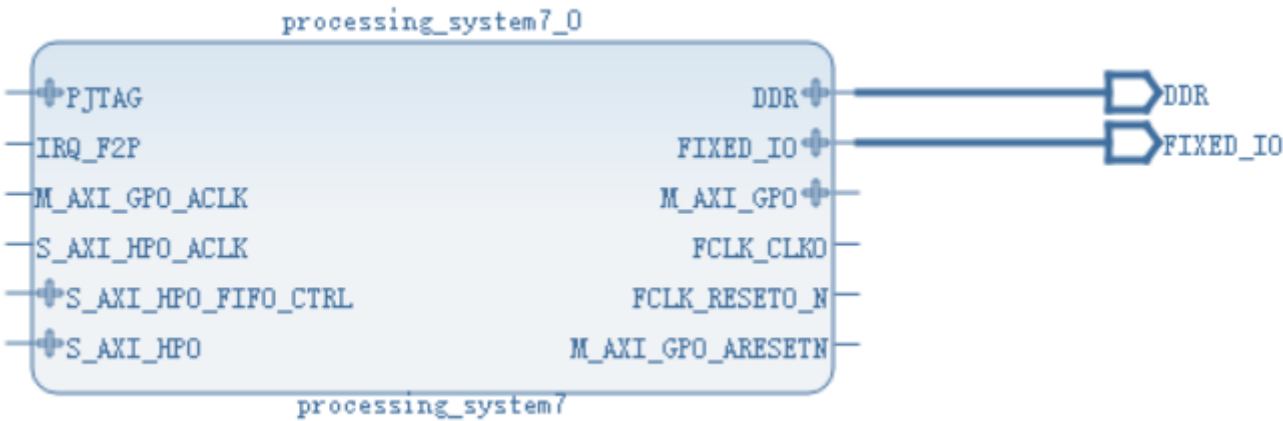 processing_system7_0
PJTAG
IRQ_F2P
M_AXI_GP0_ACLK
S_AXI_HP0_ACLK
S_AXI_HP0_FIFO_CTRL
S_AXI_HP0
DDR
FIXED_IO
M_AXI_GP0
FCLK_CLK0
FCLK_RESET0_N
M_AXI_GP0_ARESETN
DDR
FIXED_IO
processing_system7